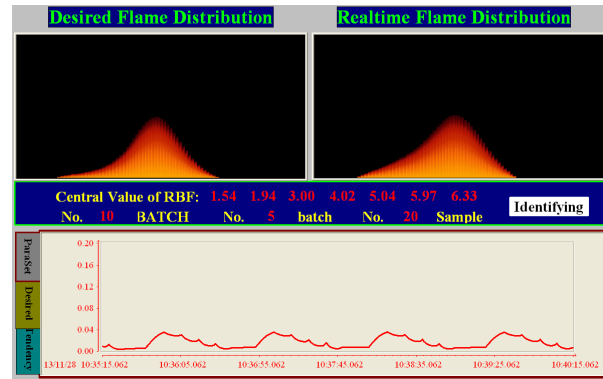 Desired Flame Distribution
Realtime Flame Distribution
Central Value of RBF: 1.54 1.94 3.00 4.02 5.04 5.97 6.33
No. 10 BATCH No. 5 batch No. 20 Sample
Identifying
ParaSet
Desired
Tendency
0.20
0.16
0.12
0.08
0.04
0.00
13/11/28 10:35:15.062 10:36:05.062 10:36:55.062 10:37:45.062 10:38:35.062 10:39:25.062 10:40:15.062